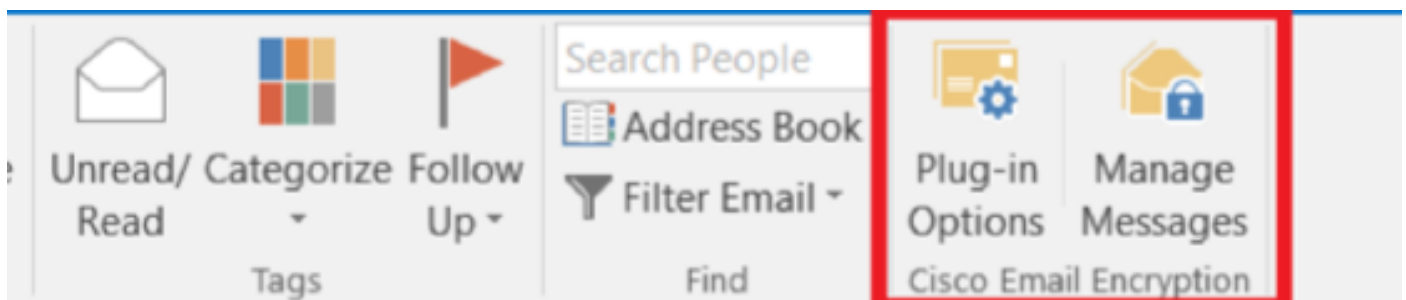 Unread/
Read
Categorize
Follow
Up
Tags
Search People
Address Book
Filter Email
Find
Plug-in
Options
Manage
Messages
Cisco Email Encryption